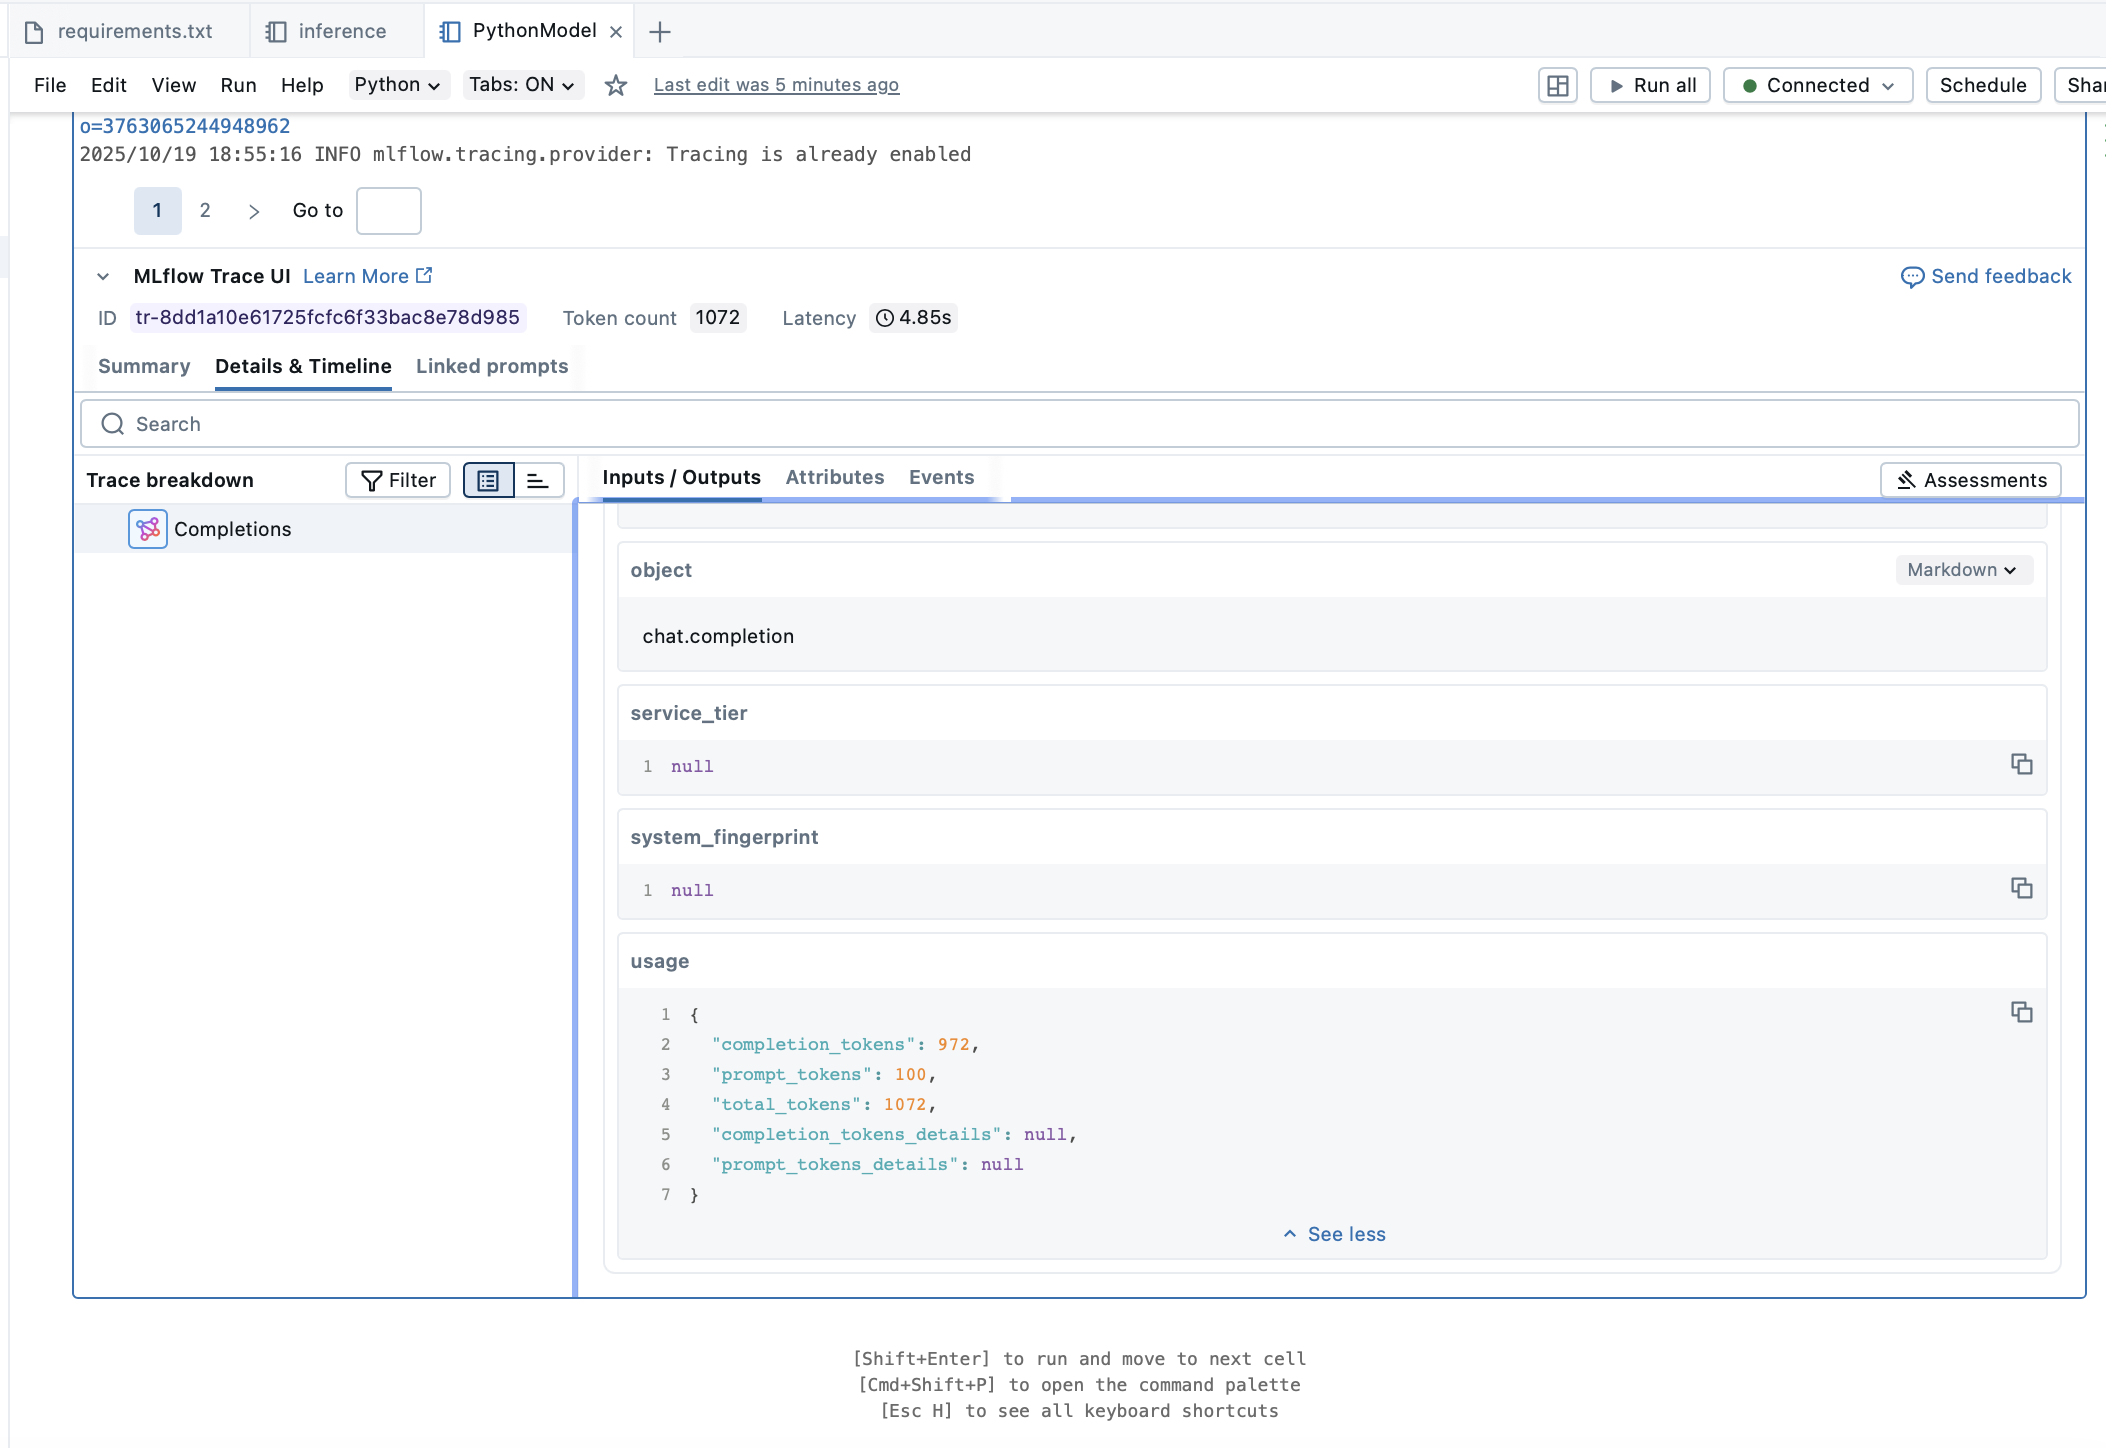 requirements.txt inference PythonModel
File Edit View Run Help Python Tabs: ON Last edit was 5 minutes ago Run all Connected Schedule
o=3763065244948962
2025/10/19 18:55:16 INFO mlflow.tracing.provider: Tracing is already enabled
1 2 > Go to
MLflow Trace UI Learn More Send feedback
ID tr-8dd1a10e61725fcfc6f33bac8e78d985 Token count 1072 Latency 4.85s
Summary Details & Timeline Linked prompts
Search
Trace breakdown Filter Inputs / Outputs Attributes Events Assessments
Completions
object Markdown
chat.completion
service_tier
1 null
system_fingerprint
1 null
usage
1 {
2 "completion_tokens": 972,
3 "prompt_tokens": 100,
4 "total_tokens": 1072,
5 "completion_tokens_details": null,
6 "prompt_tokens_details": null
7 }
See less
[Shift+Enter] to run and move to next cell
[Cmd+Shift+P] to open the command palette
[Esc H] to see all keyboard shortcuts